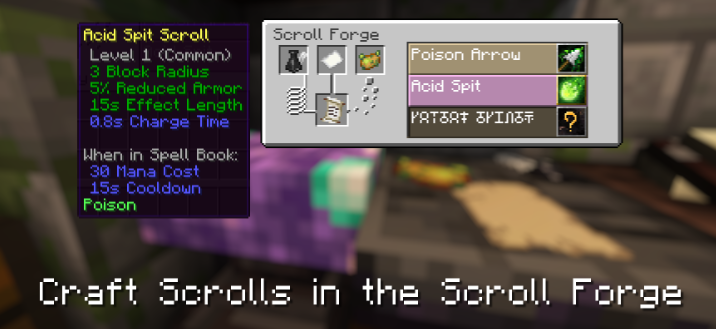 Acid Spit Scroll
Level 1 (Common)
3 Block Radius
5% Reduced Armor
15s Effect Length
0.8s Charge Time
When in Spell Book:
30 Mana Cost
15s Cooldown
Poison
Scroll Forge
Poison Arrow
Acid Spit
?
Craft Scrolls in the Scroll Forge